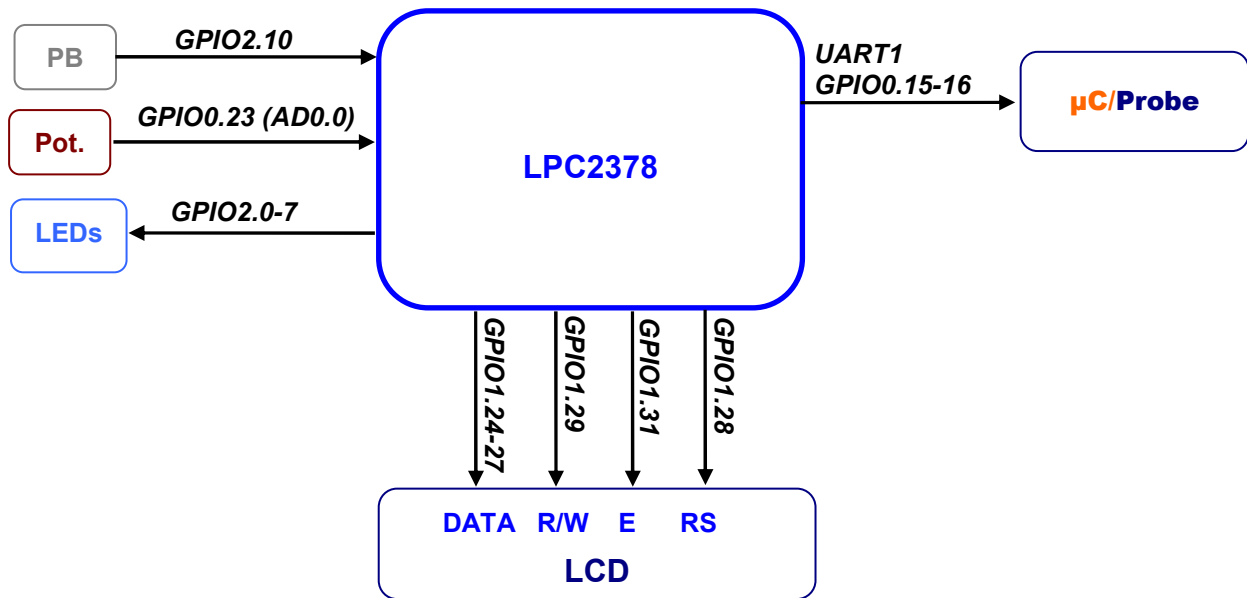 PB
GPIO2.10
Pot.
GPIO0.23 (AD0.0)
LEDs
GPIO2.0-7
LPC2378
UART1
GPIO0.15-16
µC/Probe
GPIO1.24-27
GPIO1.29
GPIO1.31
GPIO1.28
DATA R/W E RS
LCD